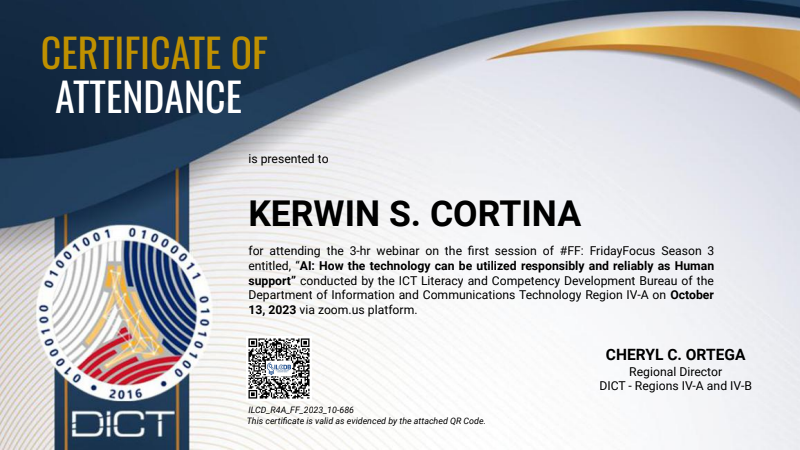 CERTIFICATE OF
ATTENDANCE
is presented to
KERWIN S. CORTINA
for attending the 3-hr webinar on the first session of #FF: FridayFocus Season 3
entitled, "AI: How the technology can be utilized responsibly and reliably as Human
support" conducted by the ICT Literacy and Competency Development Bureau of the
Department of Information and Communications Technology Region IV-A on October
13, 2023 via zoom.us platform.
01000100 01001001 01000011 01010100
2016
DICT
ILCDB
CHERYL C. ORTEGA
Regional Director
DICT - Regions IV-A and IV-B
ILCD_R4A_FF_2023_10-686
This certificate is valid as evidenced by the attached QR Code.